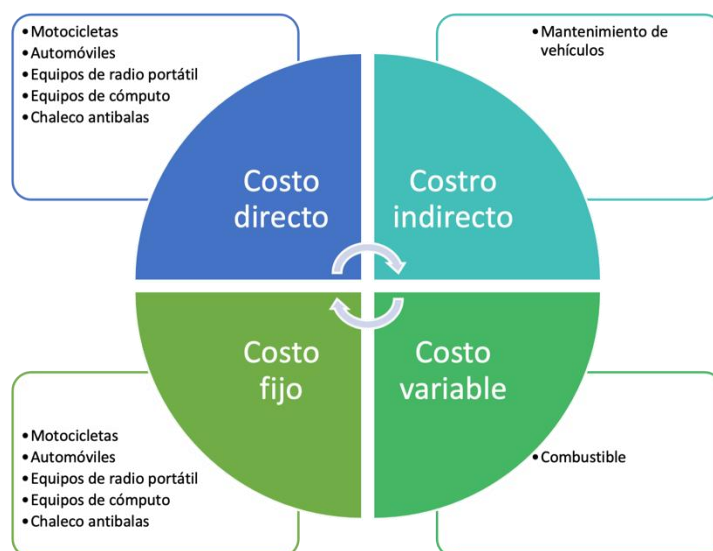 •Motocicletas
•Automóviles
•Equipos de radio portátil
•Equipos de cómputo
•Chaleco antibalas
•Mantenimiento de
vehículos
Costo
directo
Costro
indirecto
Costo
fijo
Costo
variable
•Motocicletas
•Automóviles
•Equipos de radio portátil
•Equipos de cómputo
•Chaleco antibalas
•Combustible